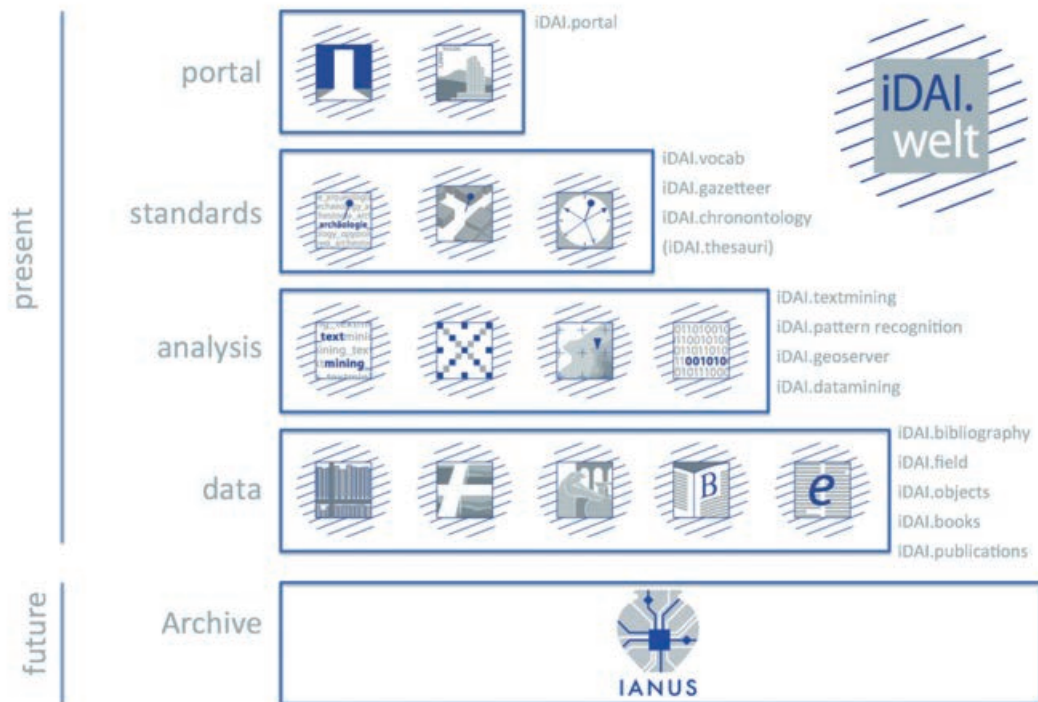 present
portal
iDAI.portal
iDAI.
welt
standards
archäologie
iDAI.vocab
iDAI.gazetteer
iDAI.chronontology
(iDAI.thesauri)
analysis
text
mining
001010
iDAI.textmining
iDAI.pattern recognition
iDAI.geoserver
iDAI.datamining
data
B
e
iDAI.bibliography
iDAI.field
iDAI.objects
iDAI.books
iDAI.publications
future
Archive
IANUS